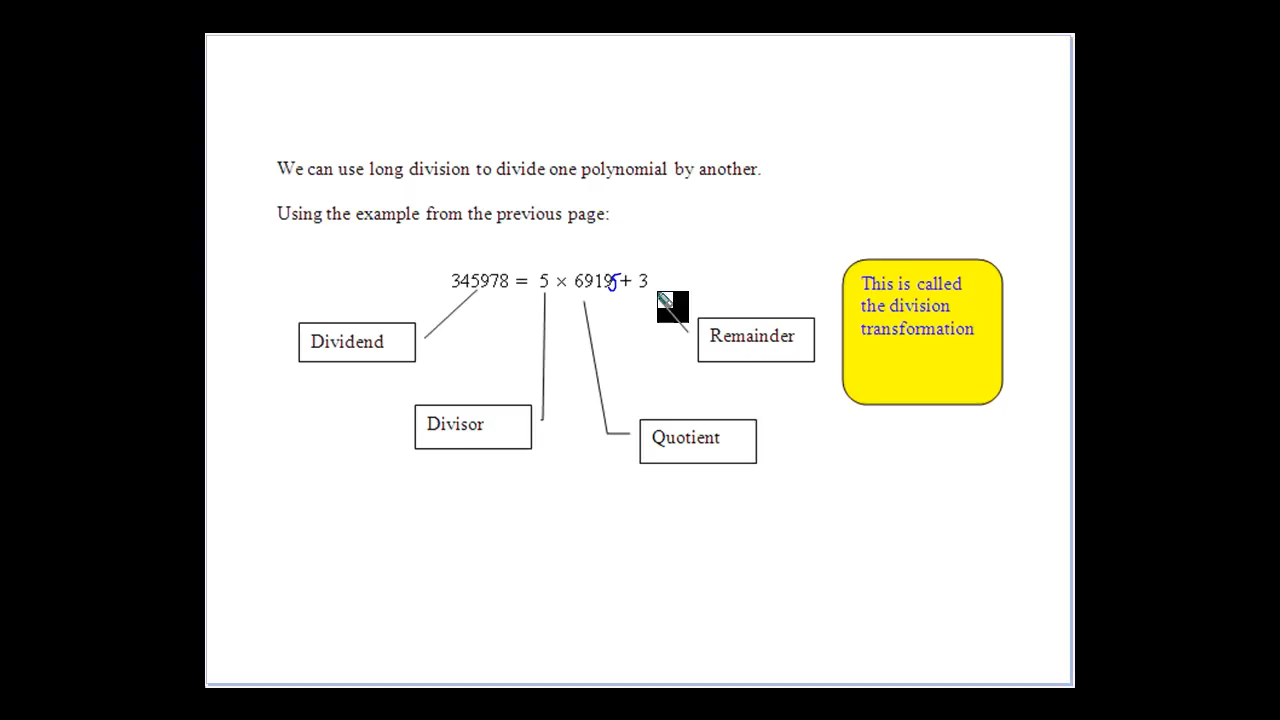 We can use long division to divide one polynomial by another.
Using the example from the previous page:
345978 = 5 × 69195 + 3
This is called
the division
transformation
Dividend
Remainder
Divisor
Quotient